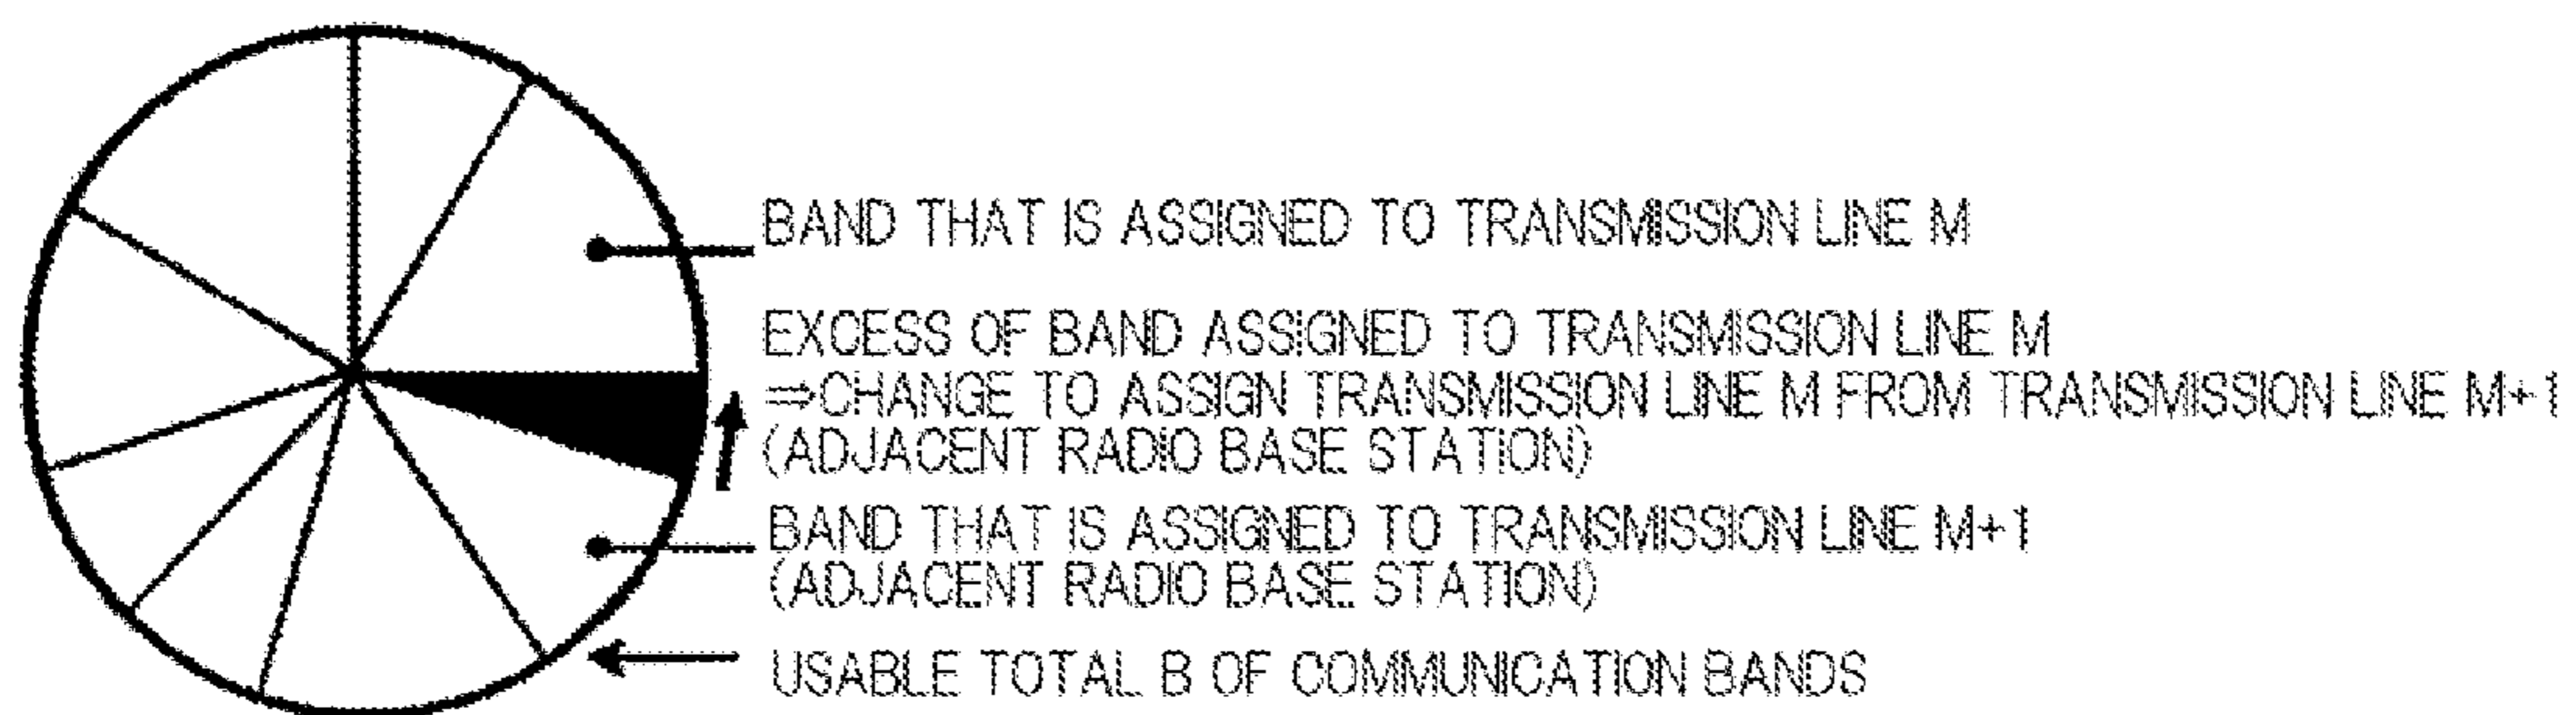 BAND THAT IS ASSIGNED TO TRANSMISSION LINE M
EXCESS OF BAND ASSIGNED TO TRANSMISSION LINE M
⇒CHANGE TO ASSIGN TRANSMISSION LINE M FROM TRANSMISSION LINE M+1
(ADJACENT RADIO BASE STATION)
BAND THAT IS ASSIGNED TO TRANSMISSION LINE M+1
(ADJACENT RADIO BASE STATION)
USABLE TOTAL B OF COMMUNICATION BANDS